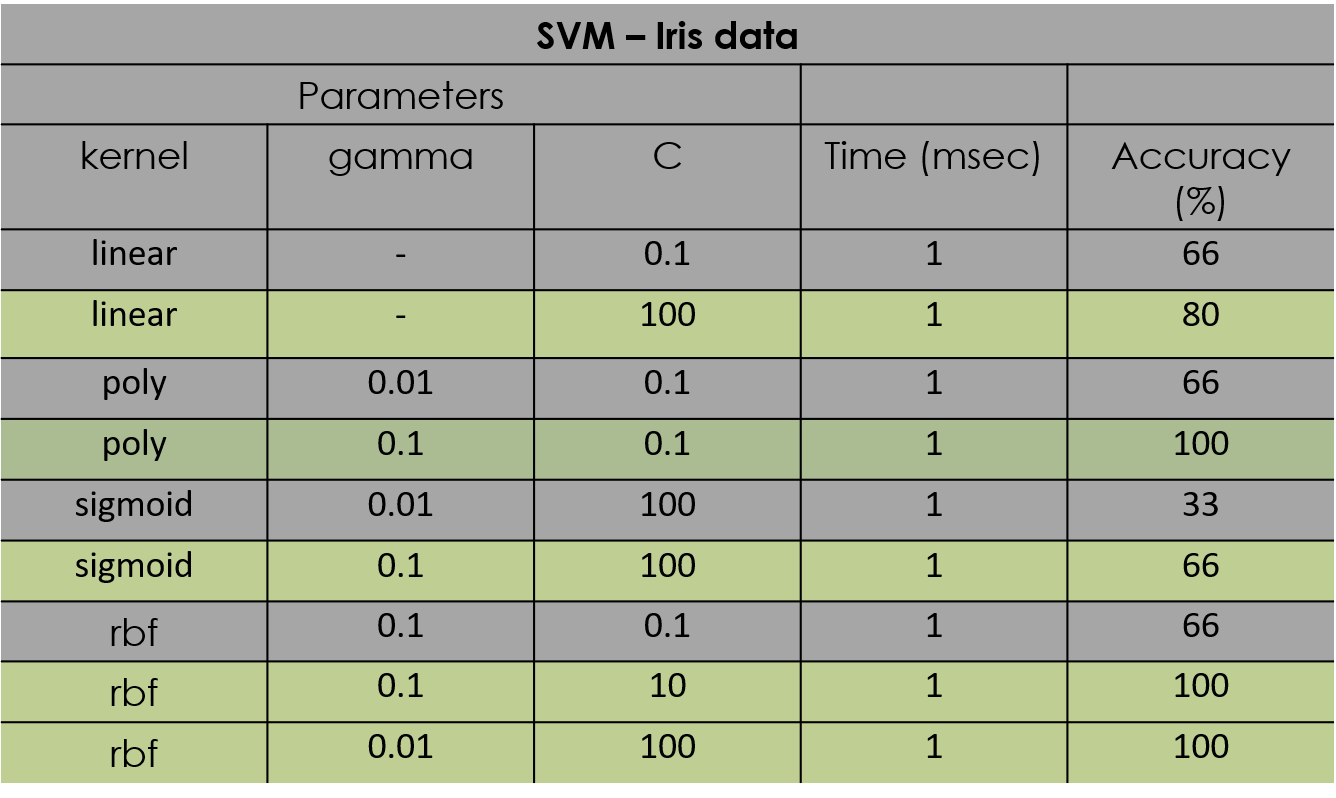 SVM – Iris data
Parameters
kernel gamma C Time (msec) Accuracy
(%)
linear - 0.1 1 66
linear - 100 1 80
poly 0.01 0.1 1 66
poly 0.1 0.1 1 100
sigmoid 0.01 100 1 33
sigmoid 0.1 100 1 66
rbf 0.1 0.1 1 66
rbf 0.1 10 1 100
rbf 0.01 100 1 100